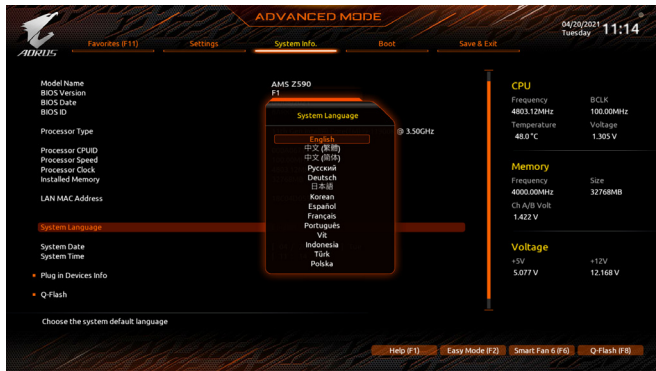 ADVANCED MODE
04/20/2021
Tuesday
11:14
AORUS
Favorites (F11)
Settings
System Info.
Boot
Save & Exit
Model Name
AMS Z590
BIOS Version
F1
BIOS Date
BIOS ID
Processor Type
@ 3.50GHz
Processor CPUID
Processor Speed
Processor Clock
Installed Memory
LAN MAC Address
System Language
System Date
System Time
Plug in Devices Info
Q-Flash
System Language
English
中文 (繁體)
中文 (简体)
Русский
Deutsch
日本語
Korean
Español
Français
Português
Vit
Indonesia
Türk
Polska
CPU
Frequency
BCLK
4803.12MHz
100.00MHz
Temperature
Voltage
48.0 °C
1.305 V
Memory
Frequency
Size
4000.00MHz
32768MB
Ch A/B Volt
1.422 V
Voltage
+5V
+12V
5.077 V
12.168 V
Choose the system default language
Help (F1)
Easy Mode (F2)
Smart Fan 6 (F6)
Q-Flash (F8)